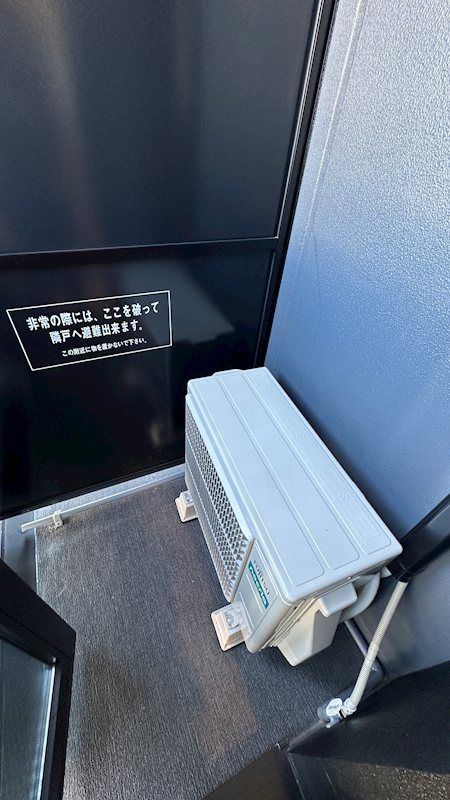 非常の際には、ここを破って
隣戸へ避難出来ます。
この附近に物を置かないで下さい。